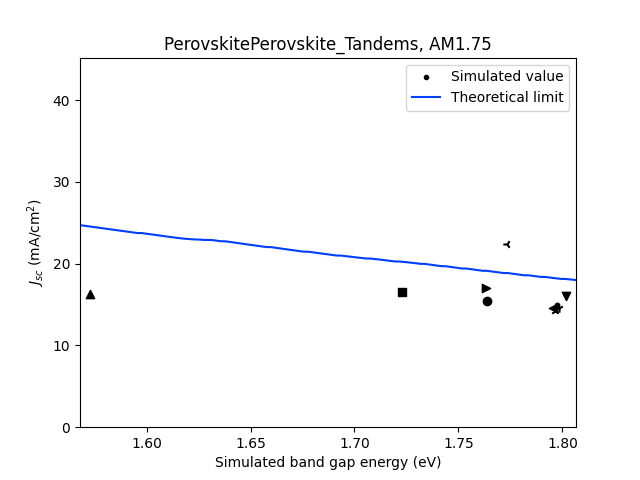 PerovskitePerovskite_Tandems, AM1.75
Simulated value
Theoretical limit
J_sc (mA/cm²)
40
30
20
10
0
1.60 1.65 1.70 1.75 1.80
Simulated band gap energy (eV)